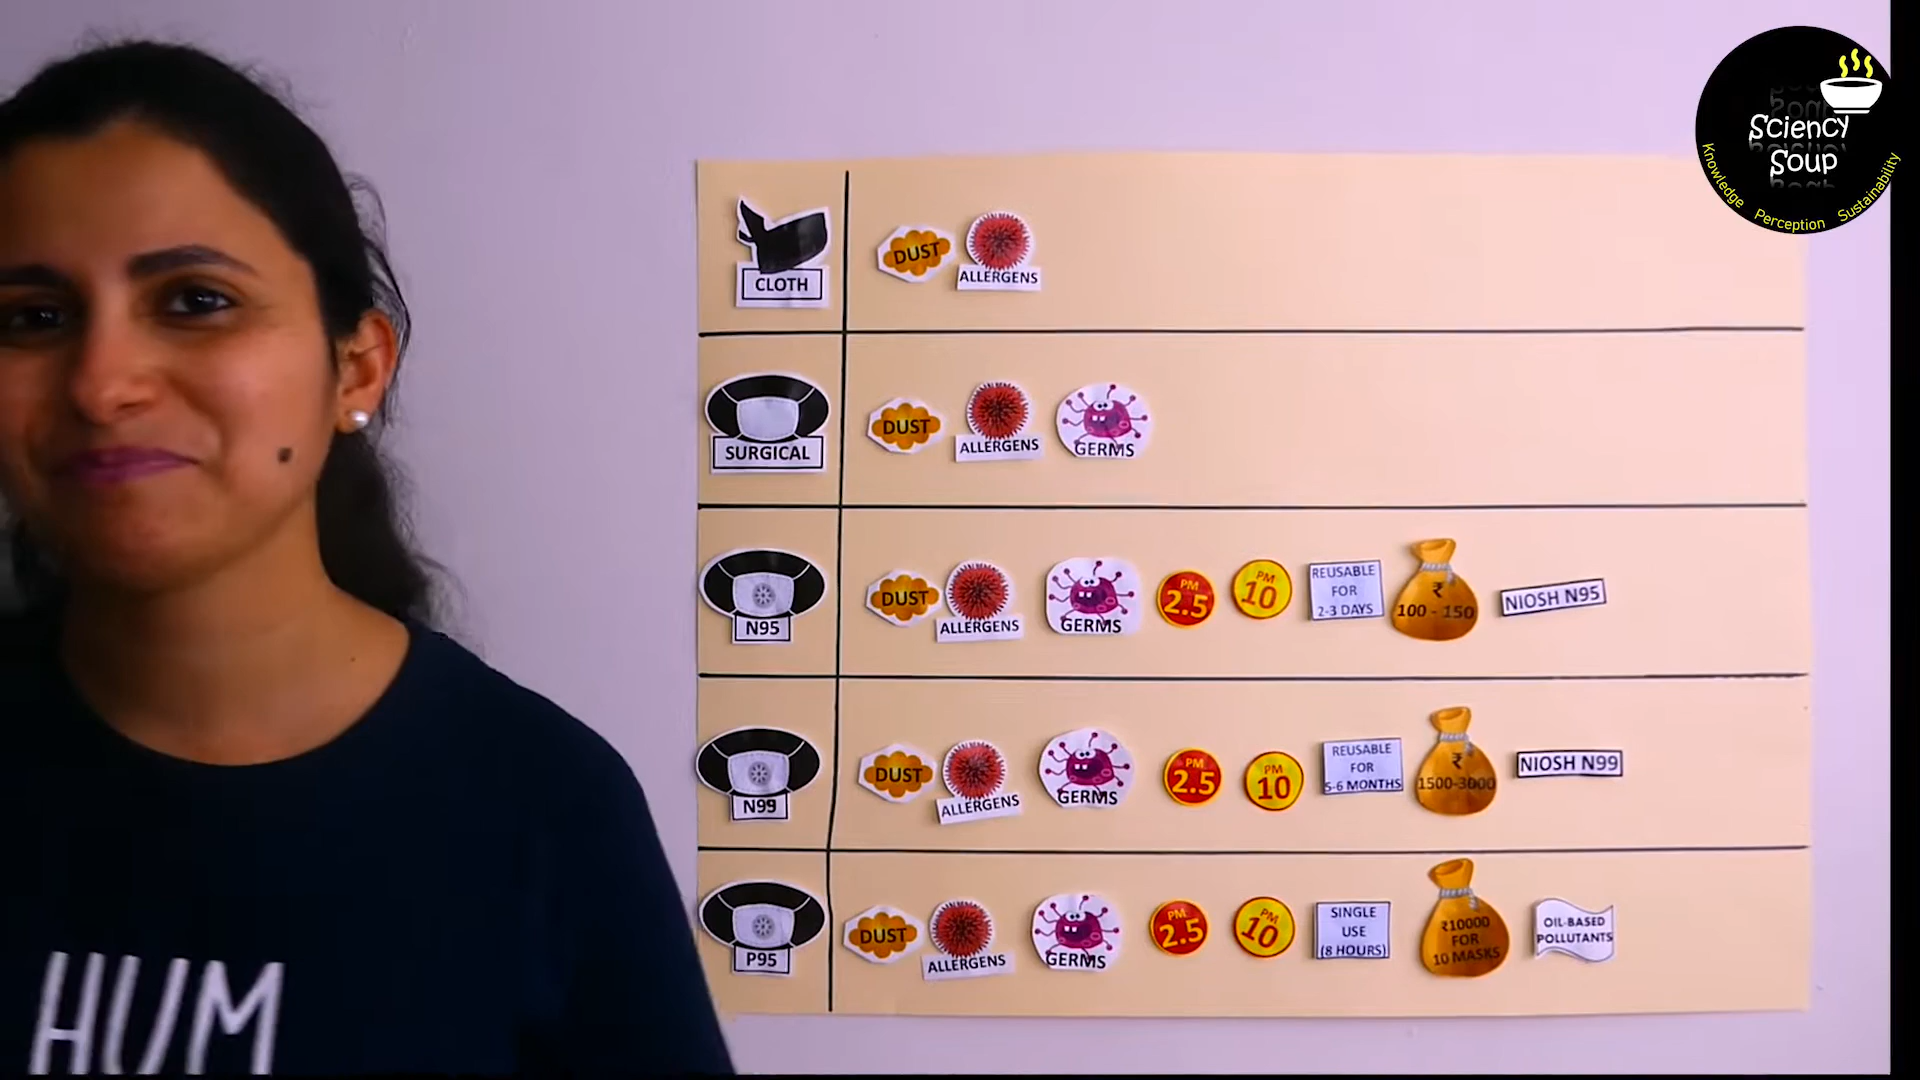 Sciency
Soup
Knowledge Perception Sustainability
CLOTH
DUST
ALLERGENS
SURGICAL
DUST
ALLERGENS
GERMS
N95
DUST
ALLERGENS
GERMS
PM
2.5
PM
10
REUSABLE
FOR
2-3 DAYS
₹
100 - 150
NIOSH N95
N99
DUST
ALLERGENS
GERMS
PM
2.5
PM
10
REUSABLE
FOR
5-6 MONTHS
₹
1500-3000
NIOSH N99
P95
DUST
ALLERGENS
GERMS
PM
2.5
PM
10
SINGLE
USE
(8 HOURS)
₹10000
FOR
10 MASKS
OIL-BASED
POLLUTANTS
HUM